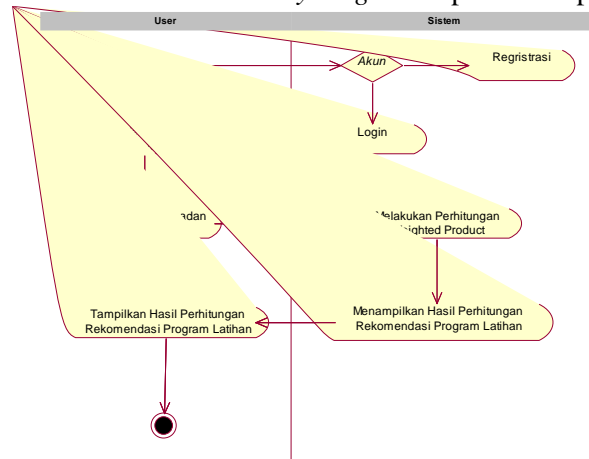 User
Sistem
Akun
Regristrasi
Login
adan
Melakukan Perhitungan
ighted Product
Tampilkan Hasil Perhitungan
Rekomendasi Program Latihan
Menampilkan Hasil Perhitungan
Rekomendasi Program Latihan